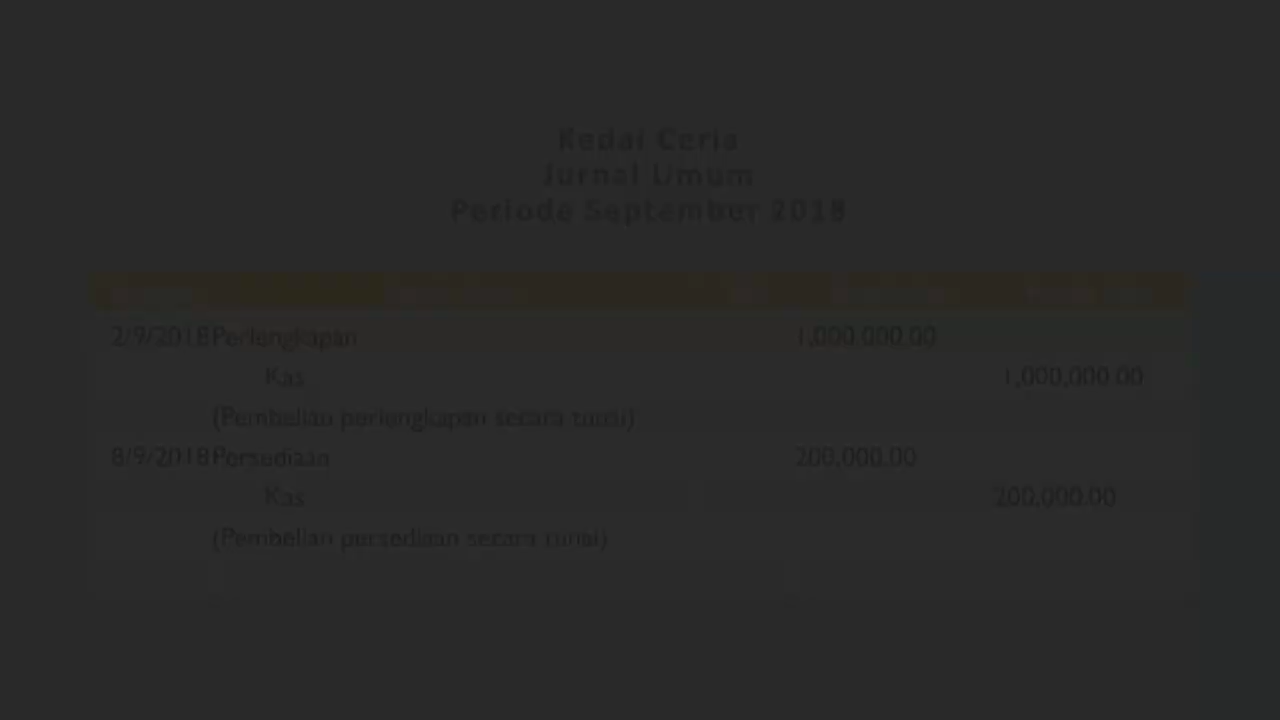 Kedai Ceria
Jurnal Umum
Periode September 2018
2/9/2018 Perlengkapan 1,000,000.00
Kas 1,000,000.00
(Pembelian perlengkapan secara tunai)
8/9/2018 Persediaan 200,000.00
Kas 200,000.00
(Pembelian persediaan secara tunai)